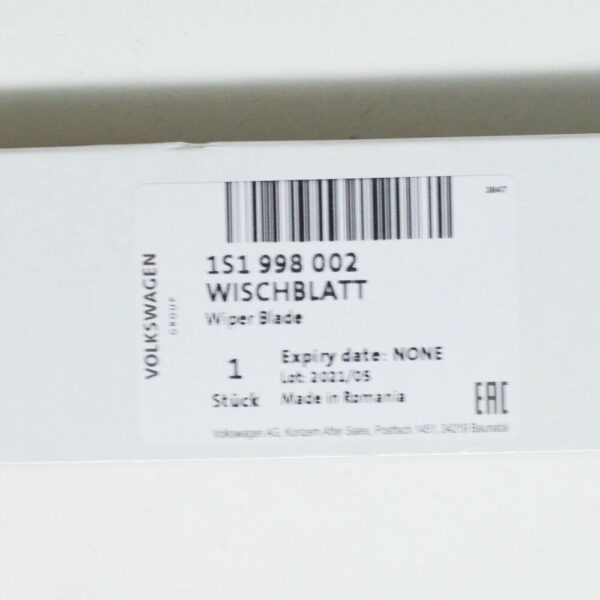 VOLKSWAGEN
GROUP
1S1 998 002
WISCHBLATT
Wiper Blade
1
Stück
Expiry date: NONE
Lot: 2021/05
Made in Romania
EAC
Volkswagen AG, Konzern After Sales, Postfach 1451, 34219 Baunatal